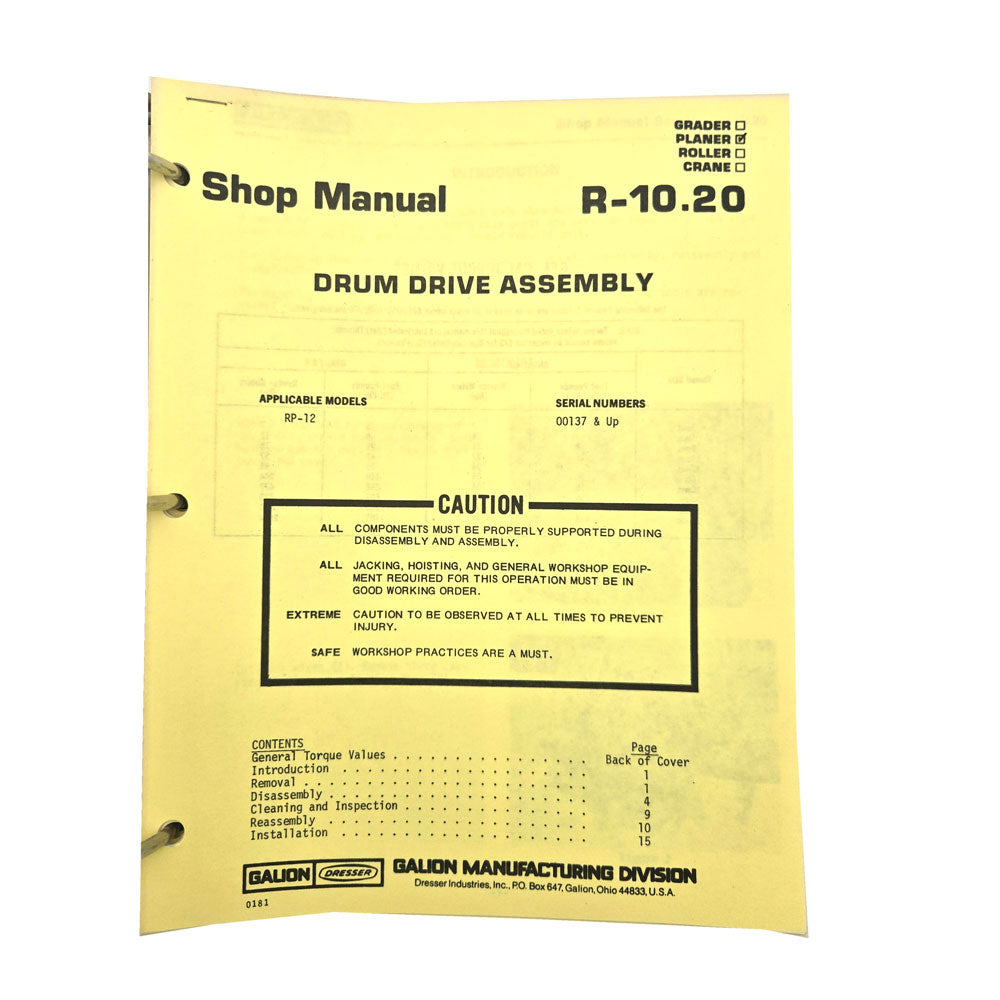 GRADER ☐
PLANER ☑
ROLLER ☐
CRANE ☐
Shop Manual R-10.20
DRUM DRIVE ASSEMBLY
APPLICABLE MODELS SERIAL NUMBERS
RP-12 00137 & Up
CAUTION
ALL COMPONENTS MUST BE PROPERLY SUPPORTED DURING
DISASSEMBLY AND ASSEMBLY.
ALL JACKING, HOISTING, AND GENERAL WORKSHOP EQUIP-
MENT REQUIRED FOR THIS OPERATION MUST BE IN
GOOD WORKING ORDER.
EXTREME CAUTION TO BE OBSERVED AT ALL TIMES TO PREVENT
INJURY.
SAFE WORKSHOP PRACTICES ARE A MUST.
CONTENTS Page
General Torque Values . . . . . . . . . . . . . . . Back of Cover
Introduction . . . . . . . . . . . . . . . . . . . 1
Removal . . . . . . . . . . . . . . . . . . . . . . 1
Disassembly . . . . . . . . . . . . . . . . . . . . 4
Cleaning and Inspection . . . . . . . . . . . . . . 9
Reassembly . . . . . . . . . . . . . . . . . . . . 10
Installation . . . . . . . . . . . . . . . . . . . 15
GALION DRESSER GALION MANUFACTURING DIVISION
Dresser Industries, Inc., P.O. Box 647, Galion, Ohio 44833, U.S.A.
0181